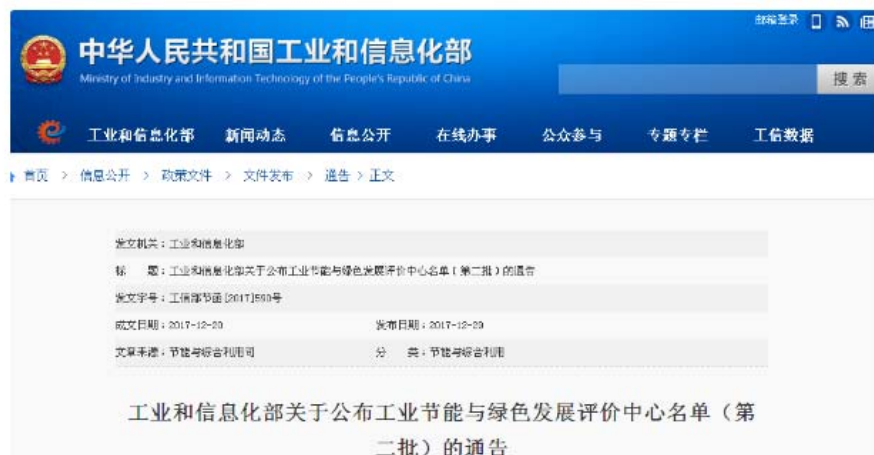 邮箱登录
中华人民共和国工业和信息化部
Ministry of Industry and Information Technology of the People's Republic of China
搜索
工业和信息化部 新闻动态 信息公开 在线办事 公众参与 专题专栏 工信数据
首页 > 信息公开 > 政策文件 > 文件发布 > 通告 > 正文
发文机关：工业和信息化部
标 题：工业和信息化部关于公布工业节能与绿色发展评价中心名单（第二批）的通告
发文字号：工信部节函[2017]590号
成文日期：2017-12-20 发布日期：2017-12-29
文章来源：节能与综合利用司 分 类：节能与综合利用
工业和信息化部关于公布工业节能与绿色发展评价中心名单（第
二批）的通告